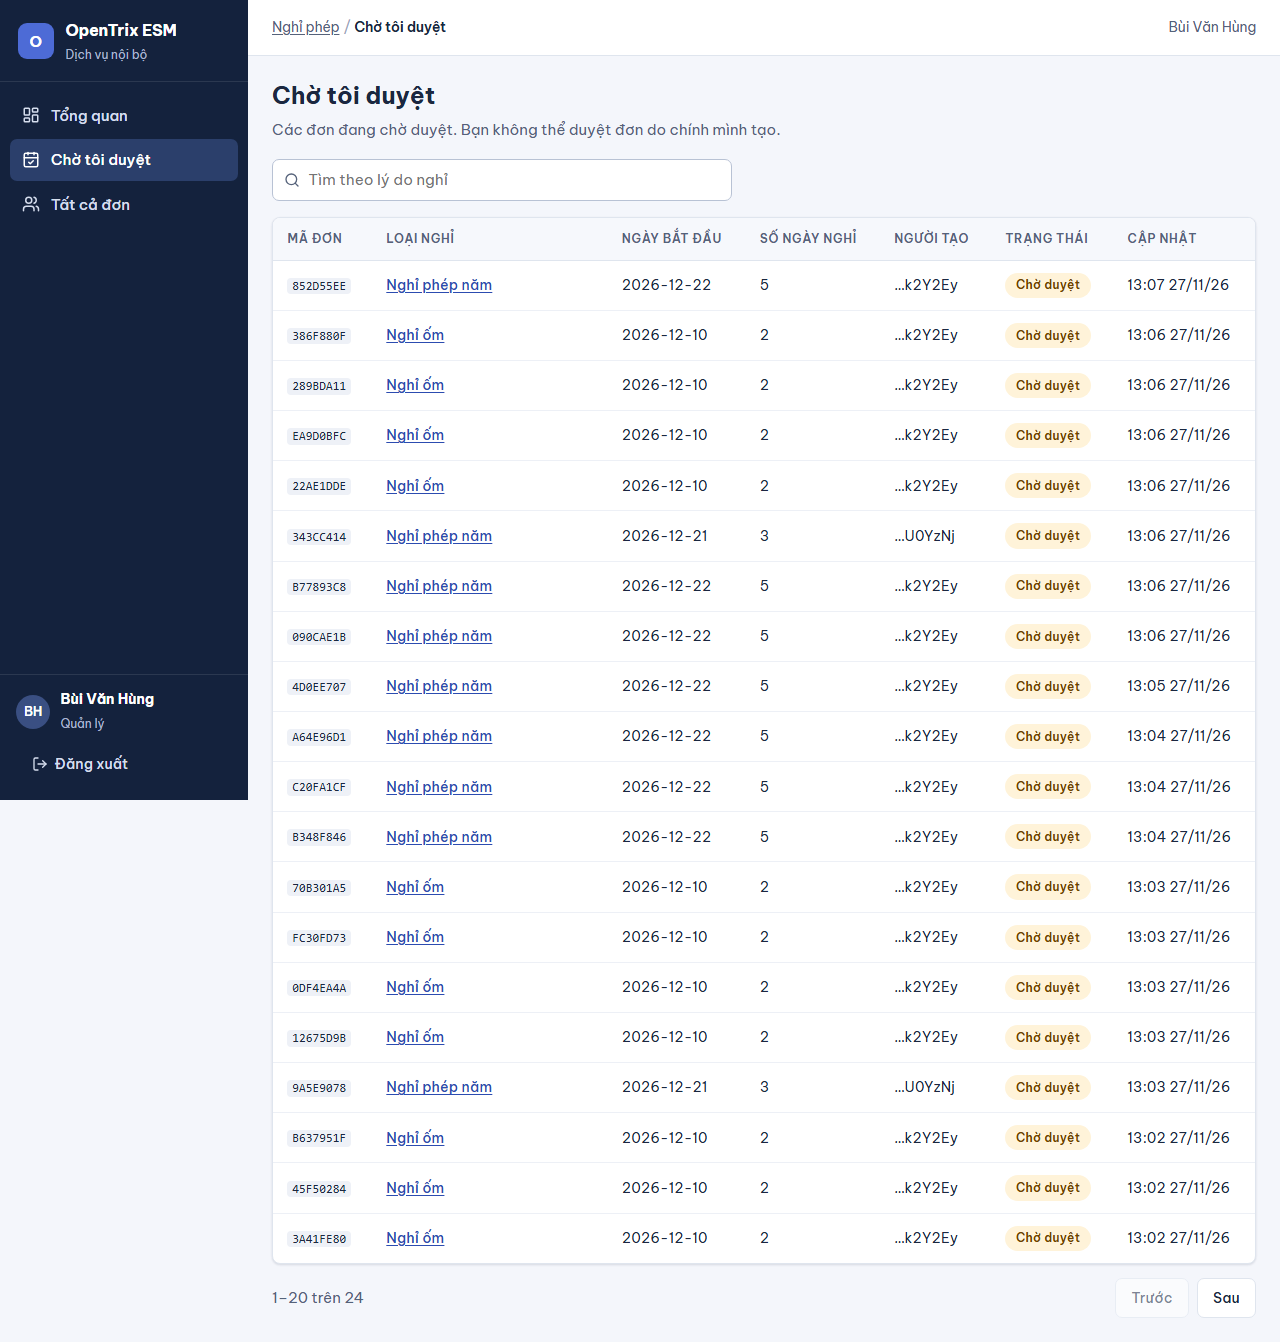 O
OpenTrix ESM
Dịch vụ nội bộ
Tổng quan
Chờ tôi duyệt
Tất cả đơn
BH
Bùi Văn Hùng
Quản lý
Đăng xuất
Nghỉ phép / Chờ tôi duyệt
Bùi Văn Hùng
Chờ tôi duyệt
Các đơn đang chờ duyệt. Bạn không thể duyệt đơn do chính mình tạo.
Tìm theo lý do nghỉ
MÃ ĐƠN LOẠI NGHỈ NGÀY BẮT ĐẦU SỐ NGÀY NGHỈ NGƯỜI TẠO TRẠNG THÁI CẬP NHẬT
852D55EE Nghỉ phép năm 2026-12-22 5 …k2Y2Ey Chờ duyệt 13:07 27/11/26
386F880F Nghỉ ốm 2026-12-10 2 …k2Y2Ey Chờ duyệt 13:06 27/11/26
289BDA11 Nghỉ ốm 2026-12-10 2 …k2Y2Ey Chờ duyệt 13:06 27/11/26
EA9D0BFC Nghỉ ốm 2026-12-10 2 …k2Y2Ey Chờ duyệt 13:06 27/11/26
22AE1DDE Nghỉ ốm 2026-12-10 2 …k2Y2Ey Chờ duyệt 13:06 27/11/26
343CC414 Nghỉ phép năm 2026-12-21 3 …U0YzNj Chờ duyệt 13:06 27/11/26
B77893C8 Nghỉ phép năm 2026-12-22 5 …k2Y2Ey Chờ duyệt 13:06 27/11/26
090CAE1B Nghỉ phép năm 2026-12-22 5 …k2Y2Ey Chờ duyệt 13:06 27/11/26
4D0EE707 Nghỉ phép năm 2026-12-22 5 …k2Y2Ey Chờ duyệt 13:05 27/11/26
A64E96D1 Nghỉ phép năm 2026-12-22 5 …k2Y2Ey Chờ duyệt 13:04 27/11/26
C20FA1CF Nghỉ phép năm 2026-12-22 5 …k2Y2Ey Chờ duyệt 13:04 27/11/26
B348F846 Nghỉ phép năm 2026-12-22 5 …k2Y2Ey Chờ duyệt 13:04 27/11/26
70B301A5 Nghỉ ốm 2026-12-10 2 …k2Y2Ey Chờ duyệt 13:03 27/11/26
FC30FD73 Nghỉ ốm 2026-12-10 2 …k2Y2Ey Chờ duyệt 13:03 27/11/26
0DF4EA4A Nghỉ ốm 2026-12-10 2 …k2Y2Ey Chờ duyệt 13:03 27/11/26
12675D9B Nghỉ ốm 2026-12-10 2 …k2Y2Ey Chờ duyệt 13:03 27/11/26
9A5E9078 Nghỉ phép năm 2026-12-21 3 …U0YzNj Chờ duyệt 13:03 27/11/26
B637951F Nghỉ ốm 2026-12-10 2 …k2Y2Ey Chờ duyệt 13:02 27/11/26
45F50284 Nghỉ ốm 2026-12-10 2 …k2Y2Ey Chờ duyệt 13:02 27/11/26
3A41FE80 Nghỉ ốm 2026-12-10 2 …k2Y2Ey Chờ duyệt 13:02 27/11/26
1–20 trên 24
Trước Sau